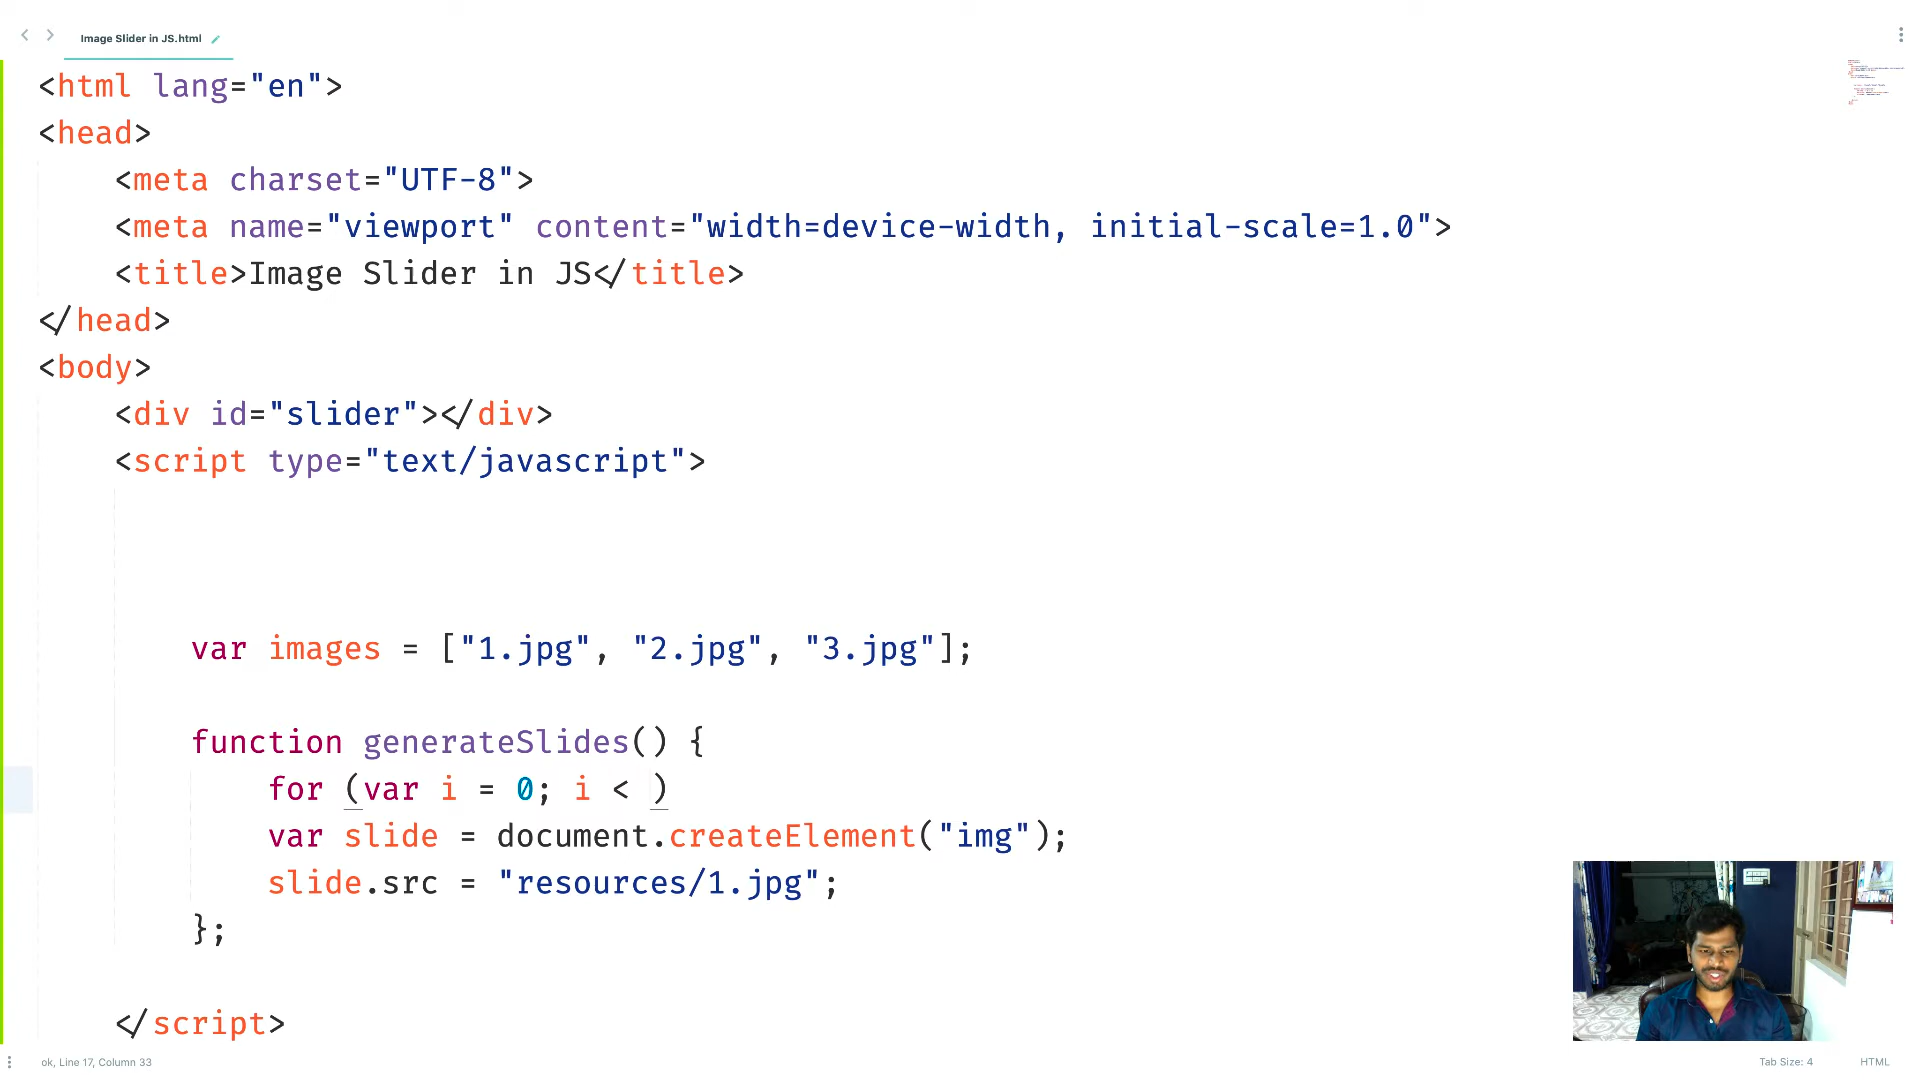 Image Slider in JS.html
<html lang="en">
<head>
<meta charset="UTF-8">
<meta name="viewport" content="width=device-width, initial-scale=1.0">
<title>Image Slider in JS</title>
</head>
<body>
<div id="slider"></div>
<script type="text/javascript">
var images = ["1.jpg", "2.jpg", "3.jpg"];
function generateSlides() {
for (var i = 0; i < )
var slide = document.createElement("img");
slide.src = "resources/1.jpg";
};
</script>
ok, Line 17, Column 33
Tab Size: 4
HTML